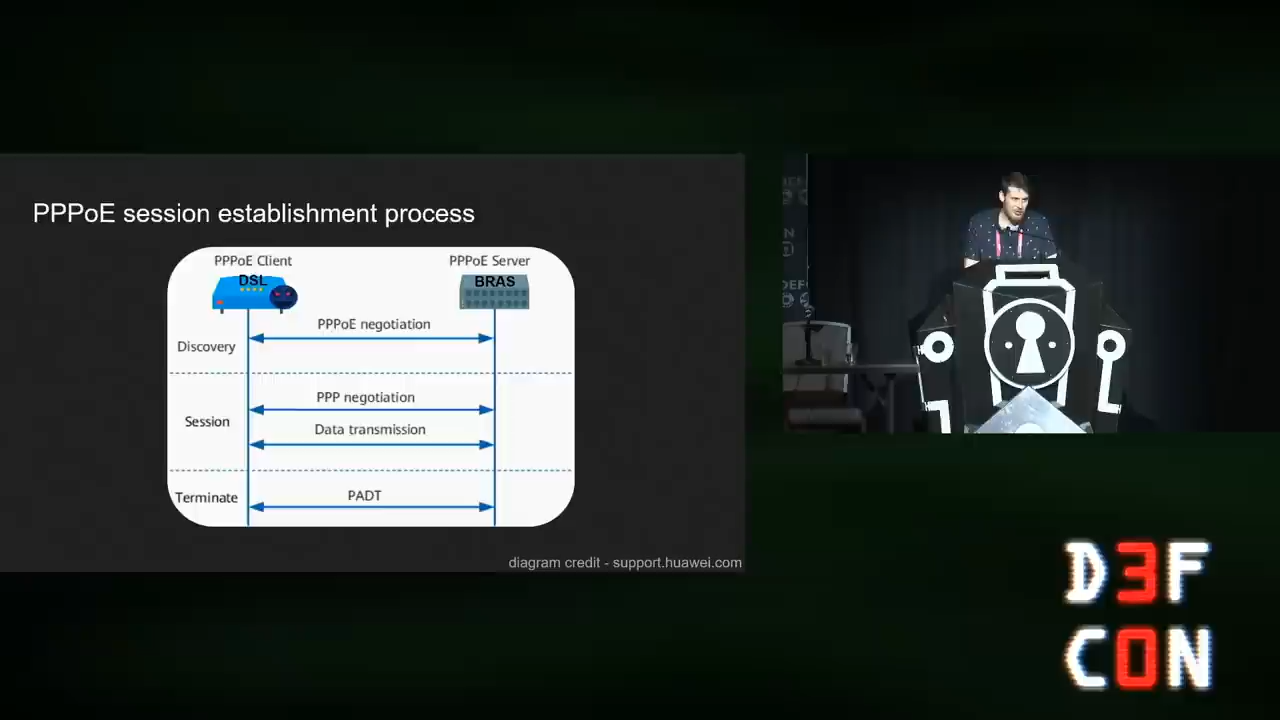 PPPoE session establishment process
PPPoE Client
PPPoE Server
DSL
BRAS
PPPoE negotiation
Discovery
PPP negotiation
Session
Data transmission
Terminate
PADT
diagram credit - support.huawei.com
D3F
C0N